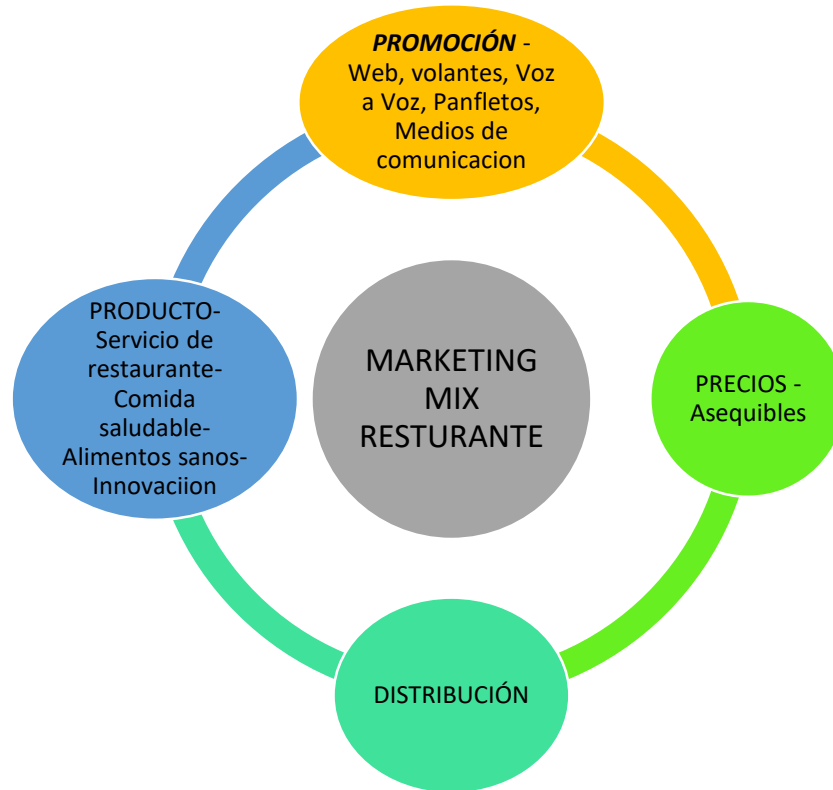 PROMOCIÓN -
Web, volantes, Voz
a Voz, Panfletos,
Medios de
comunicacion
PRODUCTO-
Servicio de
restaurante-
Comida
saludable-
Alimentos sanos-
Innovaciion
MARKETING
MIX
RESTURANTE
PRECIOS -
Asequibles
DISTRIBUCIÓN